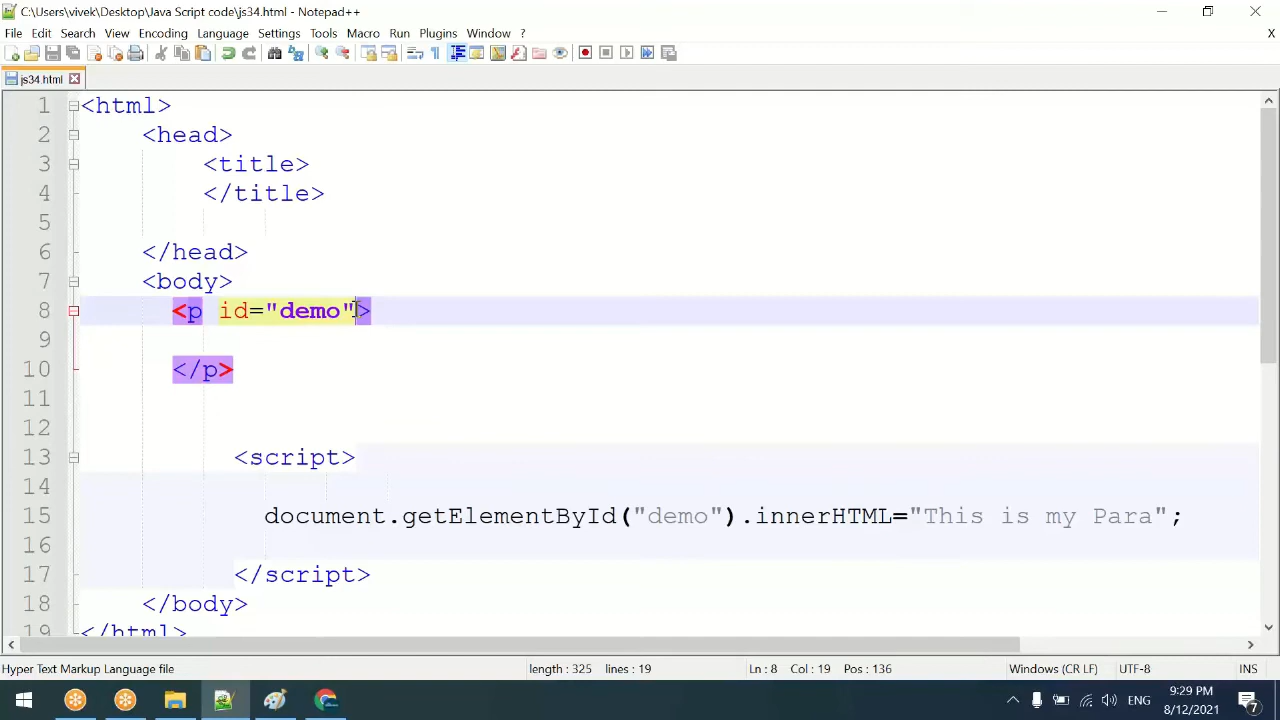 C:\Users\vivek\Desktop\Java Script code\js34.html - Notepad++
File Edit Search View Encoding Language Settings Tools Macro Run Plugins Window ? X
js34.html
1 <html>
2 <head>
3 <title>
4 </title>
5
6 </head>
7 <body>
8 <p id="demo">
9
10 </p>
11
12
13 <script>
14
15 document.getElementById("demo").innerHTML="This is my Para";
16
17 </script>
18 </body>
19 </html>
Hyper Text Markup Language file length : 325 lines : 19 Ln : 8 Col : 19 Pos : 136 Windows (CR LF) UTF-8 INS
ENG
9:29 PM
8/12/2021
7